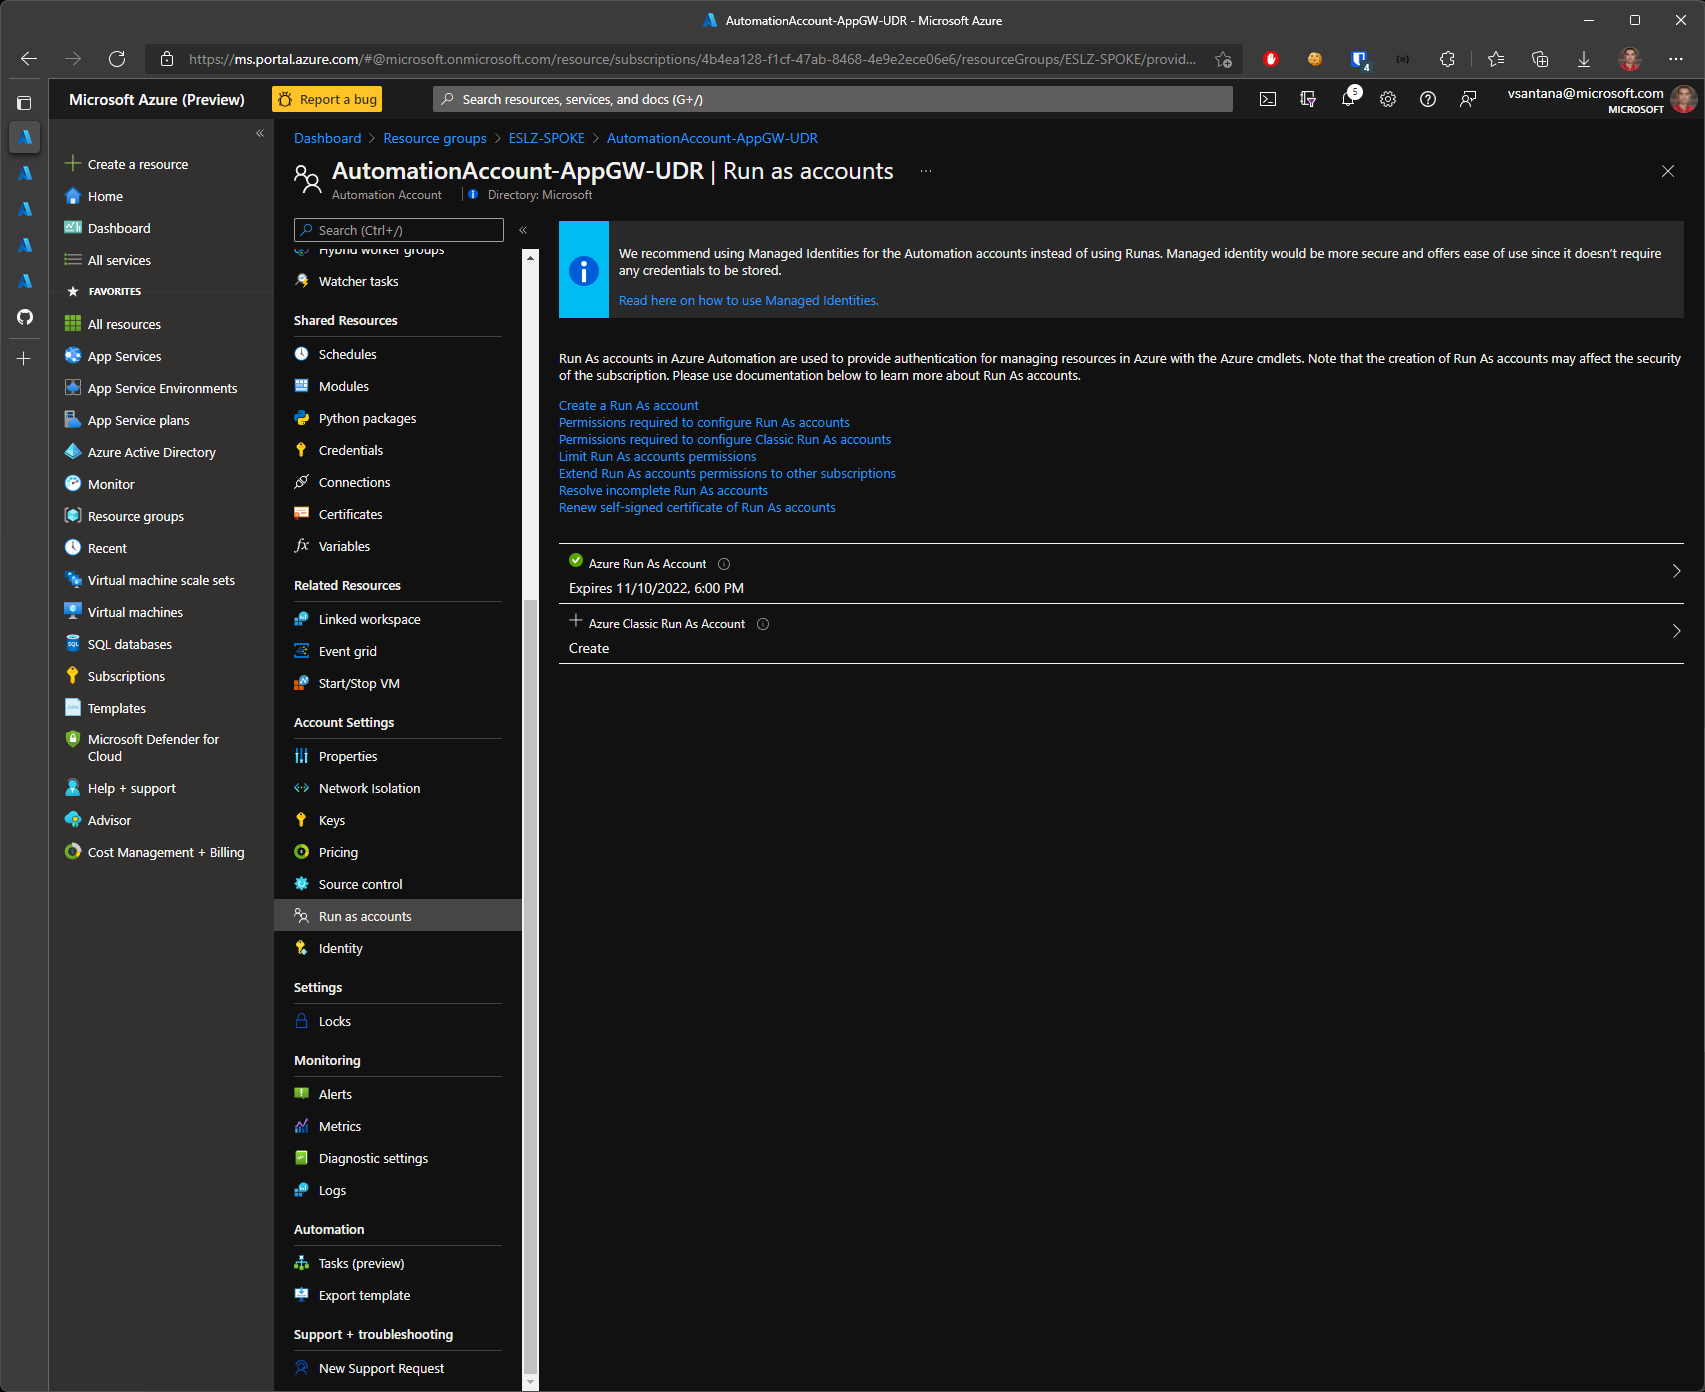 AutomationAccount-AppGW-UDR - Microsoft Azure
https://ms.portal.azure.com/#@microsoft.onmicrosoft.com/resource/subscriptions/4b4ea128-f1cf-47ab-8468-4e9e2ece06e6/resourceGroups/ESLZ-SPOKE/provid...
4
Microsoft Azure (Preview)
Report a bug
Search resources, services, and docs (G+/)
5
vsantana@microsoft.com
MICROSOFT
Create a resource
Home
Dashboard
All services
FAVORITES
All resources
App Services
App Service Environments
App Service plans
Azure Active Directory
Monitor
Resource groups
Recent
Virtual machine scale sets
Virtual machines
SQL databases
Subscriptions
Templates
Microsoft Defender for
Cloud
Help + support
Advisor
Cost Management + Billing
Dashboard > Resource groups > ESLZ-SPOKE > AutomationAccount-AppGW-UDR
AutomationAccount-AppGW-UDR | Run as accounts ...
Automation Account | Directory: Microsoft
Search (Ctrl+/)
Hybrid worker groups
Watcher tasks
Shared Resources
Schedules
Modules
Python packages
Credentials
Connections
Certificates
Variables
Related Resources
Linked workspace
Event grid
Start/Stop VM
Account Settings
Properties
Network Isolation
Keys
Pricing
Source control
Run as accounts
Identity
Settings
Locks
Monitoring
Alerts
Metrics
Diagnostic settings
Logs
Automation
Tasks (preview)
Export template
Support + troubleshooting
New Support Request
We recommend using Managed Identities for the Automation accounts instead of using Runas. Managed identity would be more secure and offers ease of use since it doesn't require
any credentials to be stored.
Read here on how to use Managed Identities.
Run As accounts in Azure Automation are used to provide authentication for managing resources in Azure with the Azure cmdlets. Note that the creation of Run As accounts may affect the security
of the subscription. Please use documentation below to learn more about Run As accounts.
Create a Run As account
Permissions required to configure Run As accounts
Permissions required to configure Classic Run As accounts
Limit Run As accounts permissions
Extend Run As accounts permissions to other subscriptions
Resolve incomplete Run As accounts
Renew self-signed certificate of Run As accounts
Azure Run As Account
Expires 11/10/2022, 6:00 PM
Azure Classic Run As Account
Create